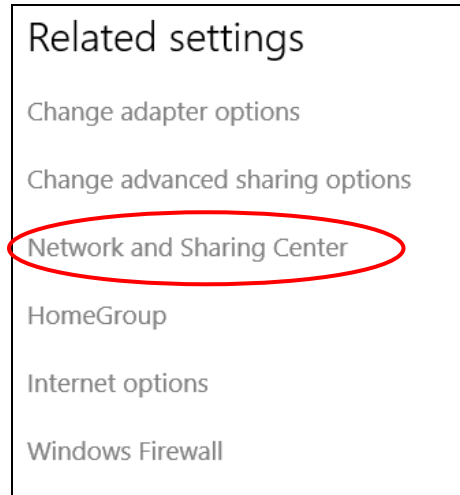 Related settings
Change adapter options
Change advanced sharing options
Network and Sharing Center
HomeGroup
Internet options
Windows Firewall